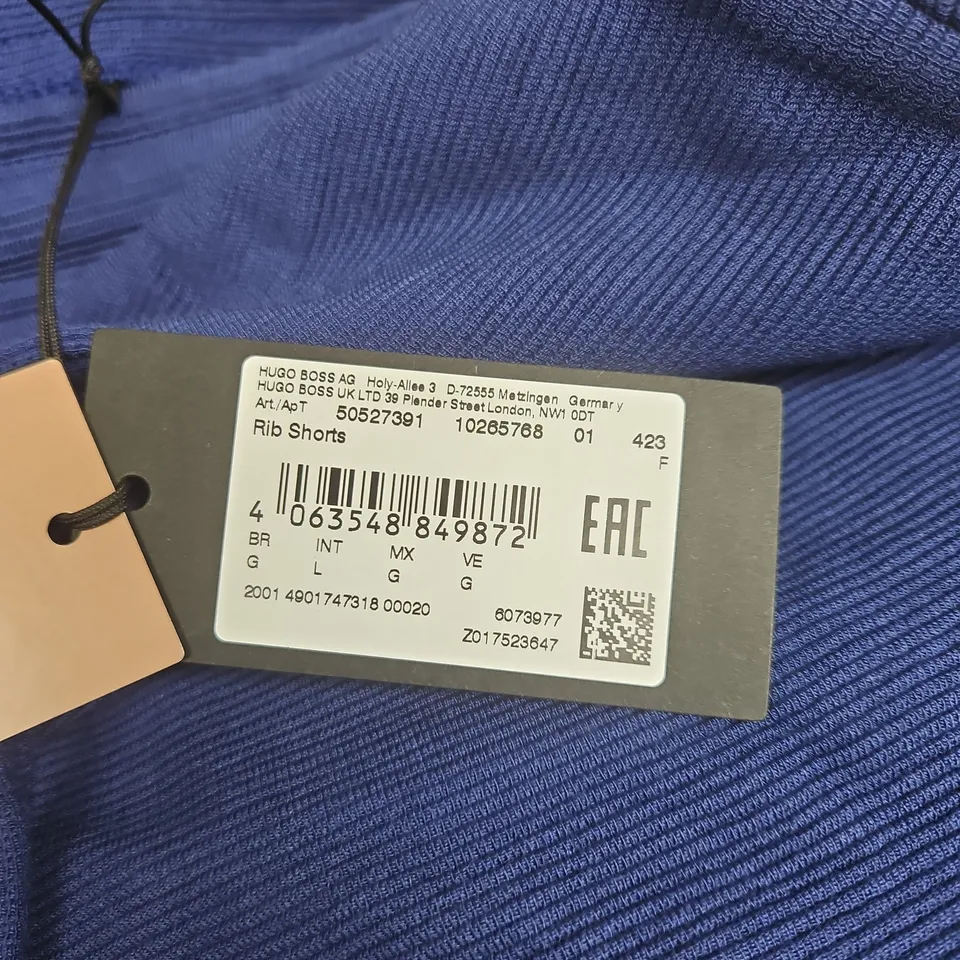 HUGO BOSS AG Holy-Allee 3 D-72555 Metzingen Germany
HUGO BOSS UK LTD 39 Plender Street London, NW1 0DT
Art./АрТ 50527391 10265768 01 423
Rib Shorts F
4 063548 849872
EAC
BR INT MX VE
G L G G
2001 4901747318 00020 6073977
Z017523647